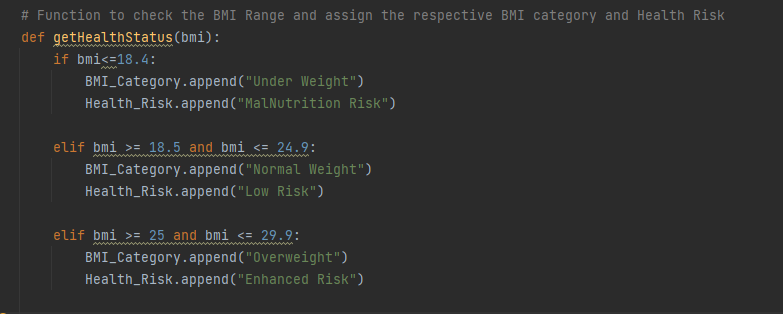 # Function to check the BMI Range and assign the respective BMI category and Health Risk
def getHealthStatus(bmi):
    if bmi<=18.4:
        BMI_Category.append("Under Weight")
        Health_Risk.append("MalNutrition Risk")

    elif bmi >= 18.5 and bmi <= 24.9:
        BMI_Category.append("Normal Weight")
        Health_Risk.append("Low Risk")

    elif bmi >= 25 and bmi <= 29.9:
        BMI_Category.append("Overweight")
        Health_Risk.append("Enhanced Risk")